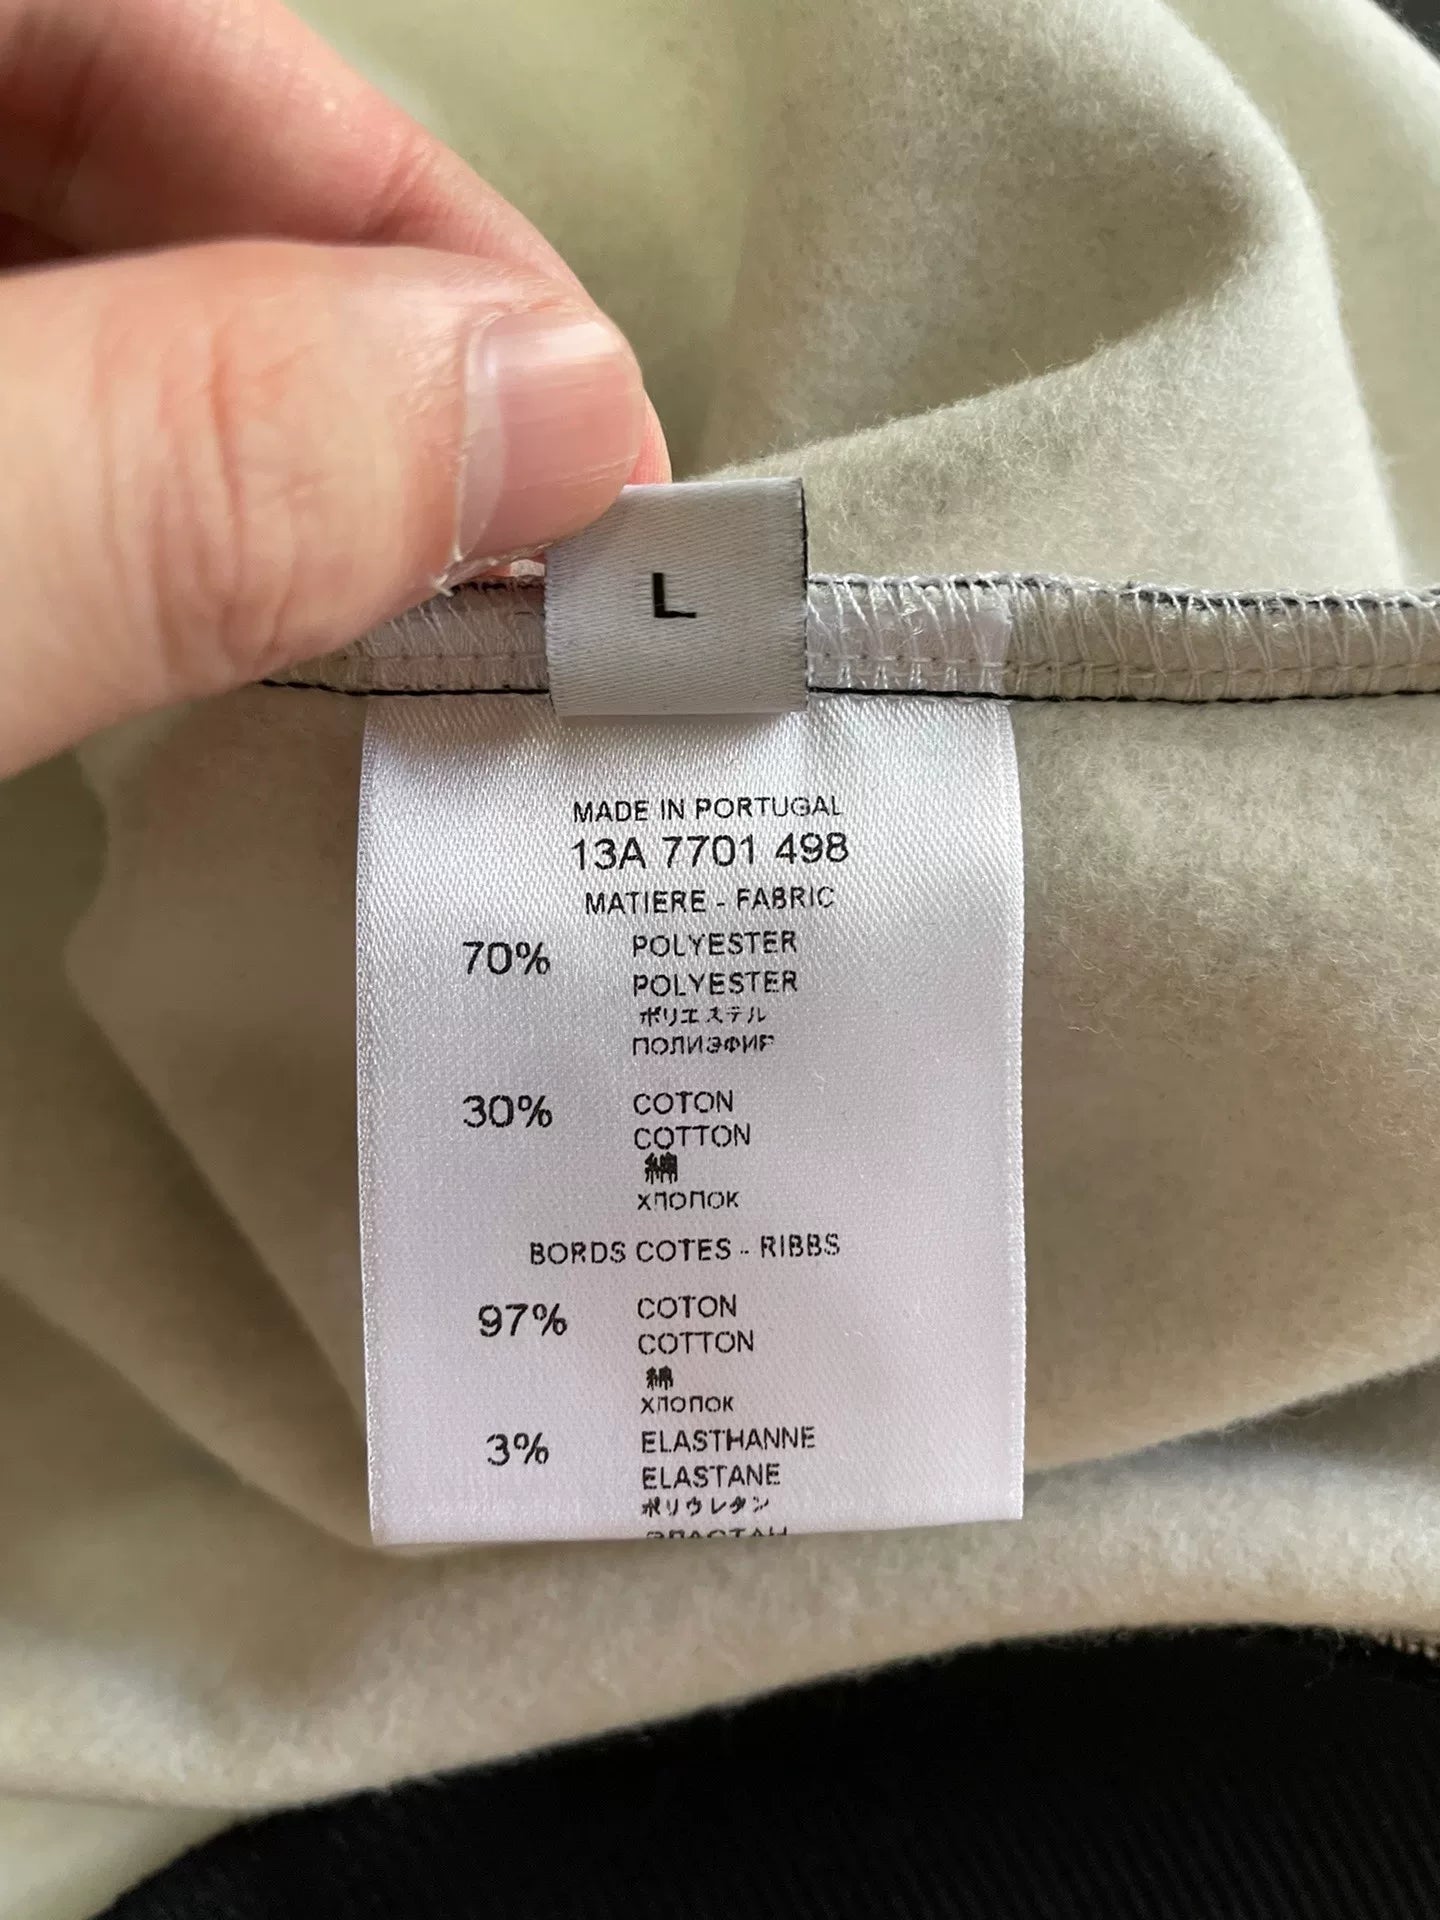 L
MADE IN PORTUGAL
13A 7701 498
MATIERE - FABRIC
70% POLYESTER
POLYESTER
ポリエステル
ПОЛИЭФИР
30% COTON
COTTON
綿
ХЛОПОК
BORDS COTES - RIBBS
97% COTON
COTTON
綿
ХЛОПОК
3% ELASTHANNE
ELASTANE
ポリウレタン
ЭЛАСТАН